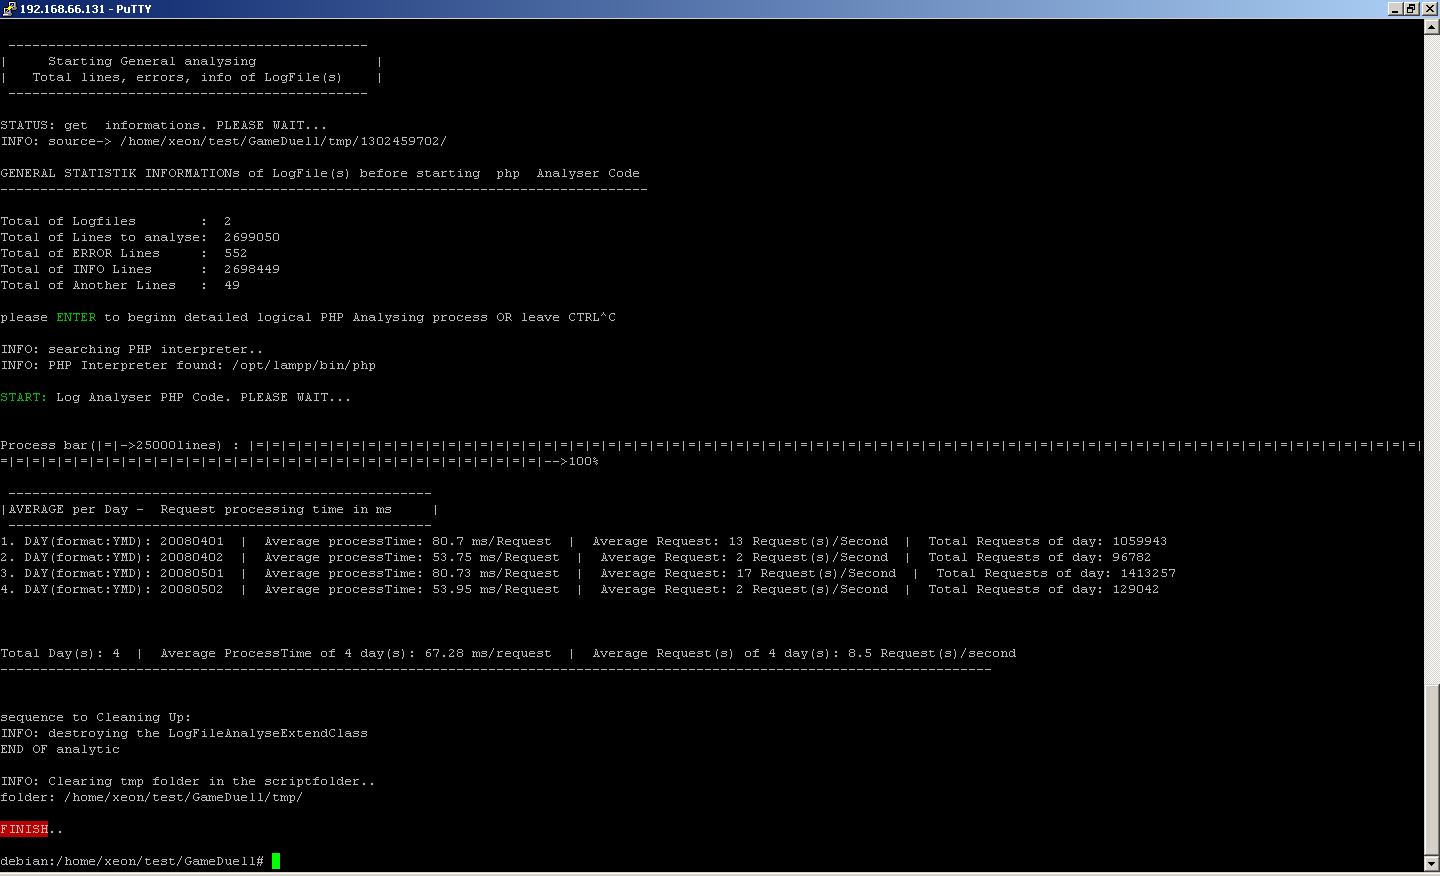 192.168.66.131 - PuTTY
---------------------------------------------
|     Starting General analysing               |
|   Total lines, errors, info of LogFile(s)    |
---------------------------------------------
STATUS: get  informations. PLEASE WAIT...
INFO: source-> /home/xeon/test/GameDuell/tmp/1302459702/
GENERAL STATISTIK INFORMATIONs of LogFile(s) before starting  php  Analyser Code
---------------------------------------------------------------------------------
Total of Logfiles        :  2
Total of Lines to analyse:  2699050
Total of ERROR Lines     :  552
Total of INFO Lines      :  2698449
Total of Another Lines   :  49
please ENTER to beginn detailed logical PHP Analysing process OR leave CTRL^C
INFO: searching PHP interpreter..
INFO: PHP Interpreter found: /opt/lampp/bin/php
START: Log Analyser PHP Code. PLEASE WAIT...
Process bar(|=|->25000lines) : |=|=|=|=|=|=|=|=|=|=|=|=|=|=|=|=|=|=|=|=|=|=|=|=|=|=|=|=|=|=|=|=|=|=|=|=|=|=|=|=|=|=|=|=|=|=|=|=|=|=|=|=|=|=|=|=|=|=|=|=|=|=|=|=|=|=|=|=|=|=|=|=|=|
=|=|=|=|=|=|=|=|=|=|=|=|=|=|=|=|=|=|=|=|=|=|=|=|=|=|=|=|=|=|=|=|=|=|-->100%
-----------------------------------------------------
|AVERAGE per Day -  Request processing time in ms     |
-----------------------------------------------------
1. DAY(format:YMD): 20080401  |  Average processTime: 80.7 ms/Request  |  Average Request: 13 Request(s)/Second  |  Total Requests of day: 1059943
2. DAY(format:YMD): 20080402  |  Average processTime: 53.75 ms/Request  |  Average Request: 2 Request(s)/Second  |  Total Requests of day: 96782
3. DAY(format:YMD): 20080501  |  Average processTime: 80.73 ms/Request  |  Average Request: 17 Request(s)/Second  |  Total Requests of day: 1413257
4. DAY(format:YMD): 20080502  |  Average processTime: 53.95 ms/Request  |  Average Request: 2 Request(s)/Second  |  Total Requests of day: 129042
Total Day(s): 4  |  Average ProcessTime of 4 day(s): 67.28 ms/request  |  Average Request(s) of 4 day(s): 8.5 Request(s)/second
----------------------------------------------------------------------------------------------------------------------------
sequence to Cleaning Up:
INFO: destroying the LogFileAnalyseExtendClass
END OF analytic
INFO: Clearing tmp folder in the scriptfolder..
folder: /home/xeon/test/GameDuell/tmp/
FINISH..
debian:/home/xeon/test/GameDuell#